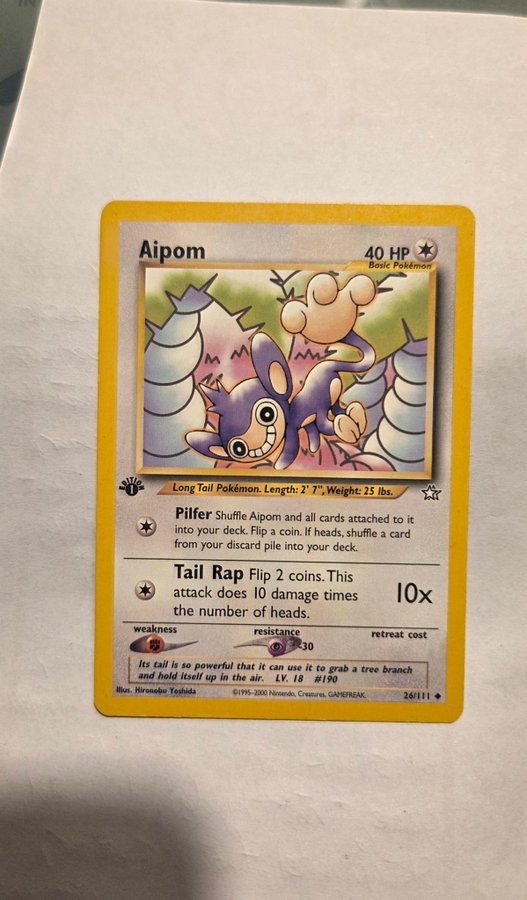 Aipom
40 HP
Basic Pokémon
Long Tail Pokémon. Length: 2' 7", Weight: 25 lbs.
EDITION
1
Pilfer Shuffle Aipom and all cards attached to it
into your deck. Flip a coin. If heads, shuffle a card
from your discard pile into your deck.
Tail Rap Flip 2 coins. This
attack does 10 damage times
the number of heads.
10x
weakness
resistance
retreat cost
-30
Its tail is so powerful that it can use it to grab a tree branch
and hold itself up in the air. LV. 18 #190
Illus. Hironobu Yoshida
©1995-2000 Nintendo, Creatures, GAMEFREAK.
26/111